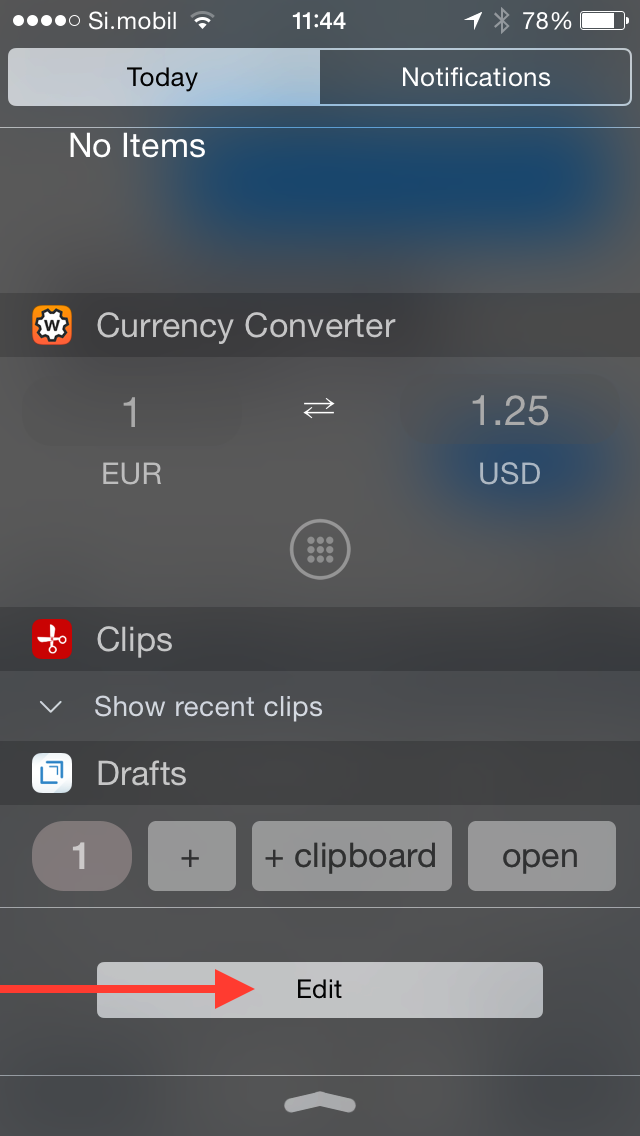 Si.mobil 11:44 78%
Today Notifications
No Items
W Currency Converter
1 1.25
EUR USD
Clips
Show recent clips
Drafts
1 + + clipboard open
Edit